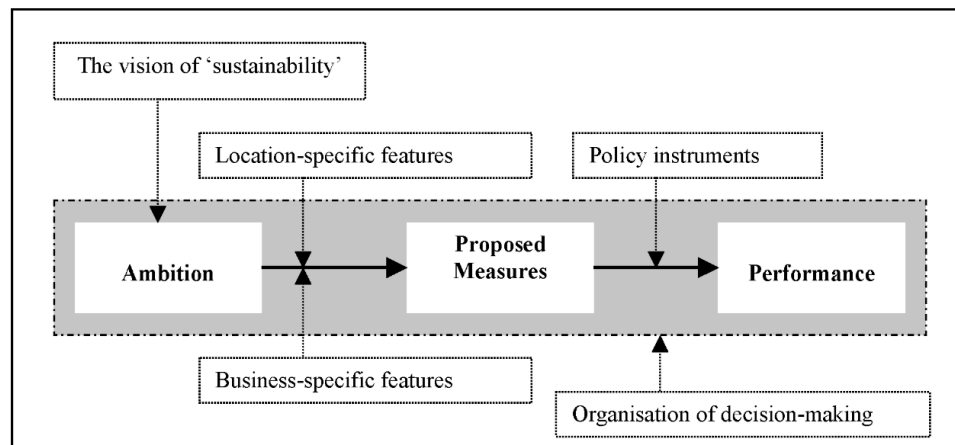 The vision of ‘sustainability’
Location-specific features
Policy instruments
Ambition
Proposed
Measures
Performance
Business-specific features
Organisation of decision-making